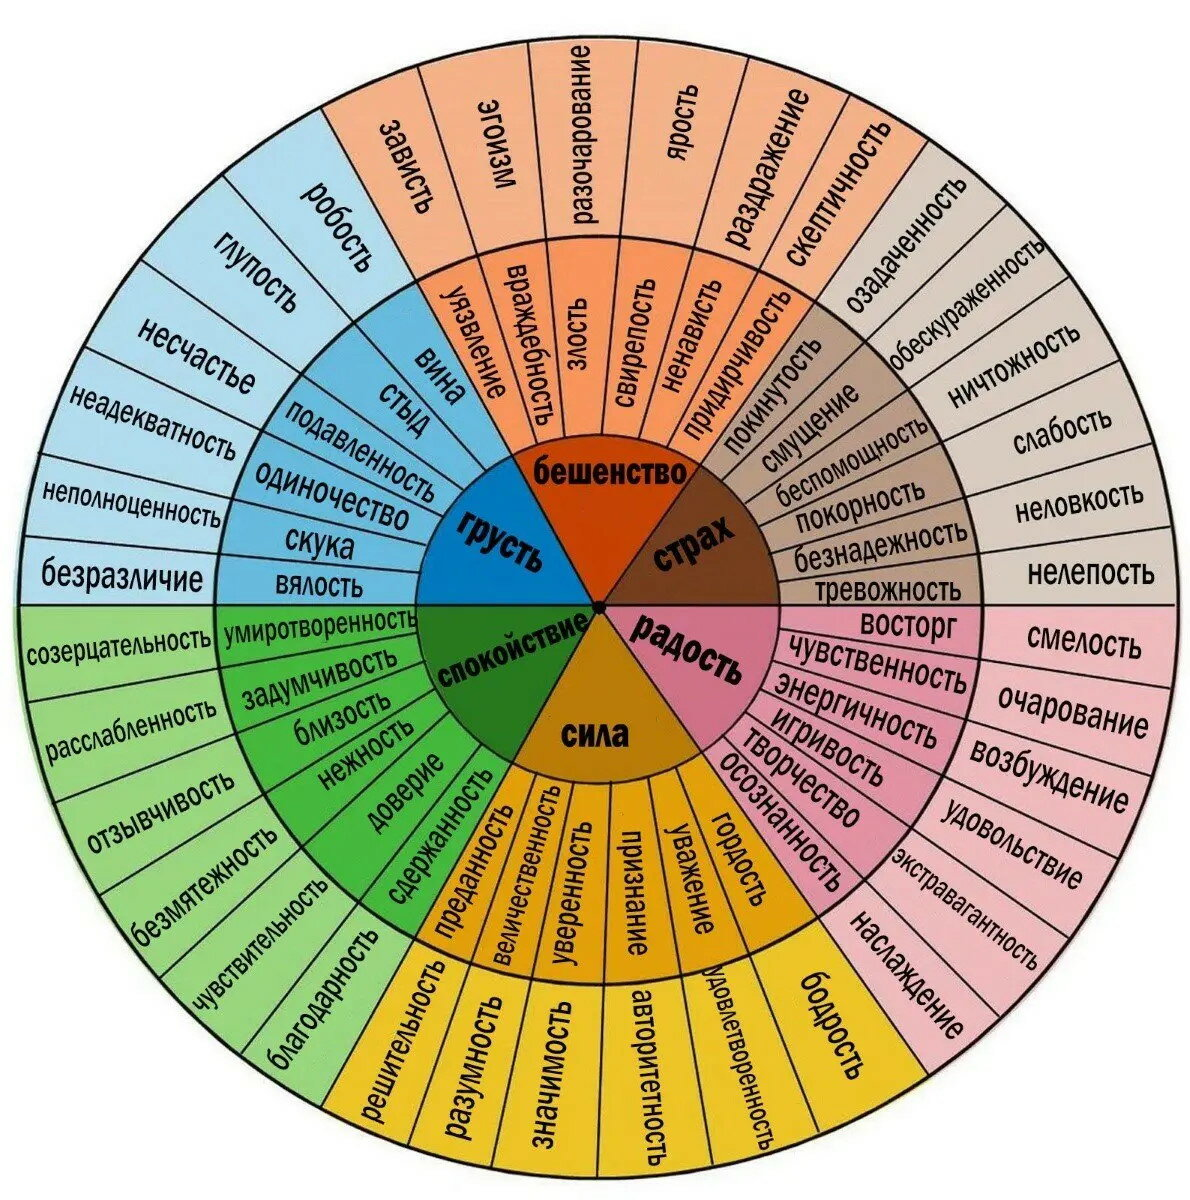 бешенство
страх
радость
сила
спокойствие
грусть
уязвление
враждебность
злость
свирепость
ненависть
придирчивость
покинутость
смущение
беспомощность
покорность
безнадежность
тревожность
восторг
чувственность
энергичность
игривость
творчество
осознанность
гордость
уважение
признание
уверенность
величественность
преданность
сдержанность
доверие
нежность
близость
задумчивость
умиротворенность
вялость
скука
одиночество
подавленность
стыд
вина
зависть
эгоизм
разочарование
ярость
раздражение
скептичность
озадаченность
обескураженность
ничтожность
слабость
неловкость
нелепость
смелость
очарование
возбуждение
удовольствие
экстравагантность
наслаждение
бодрость
удовлетворенность
авторитетность
значимость
разумность
решительность
благодарность
чувствительность
безмятежность
отзывчивость
расслабленность
созерцательность
безразличие
неполноценность
неадекватность
несчастье
глупость
робость